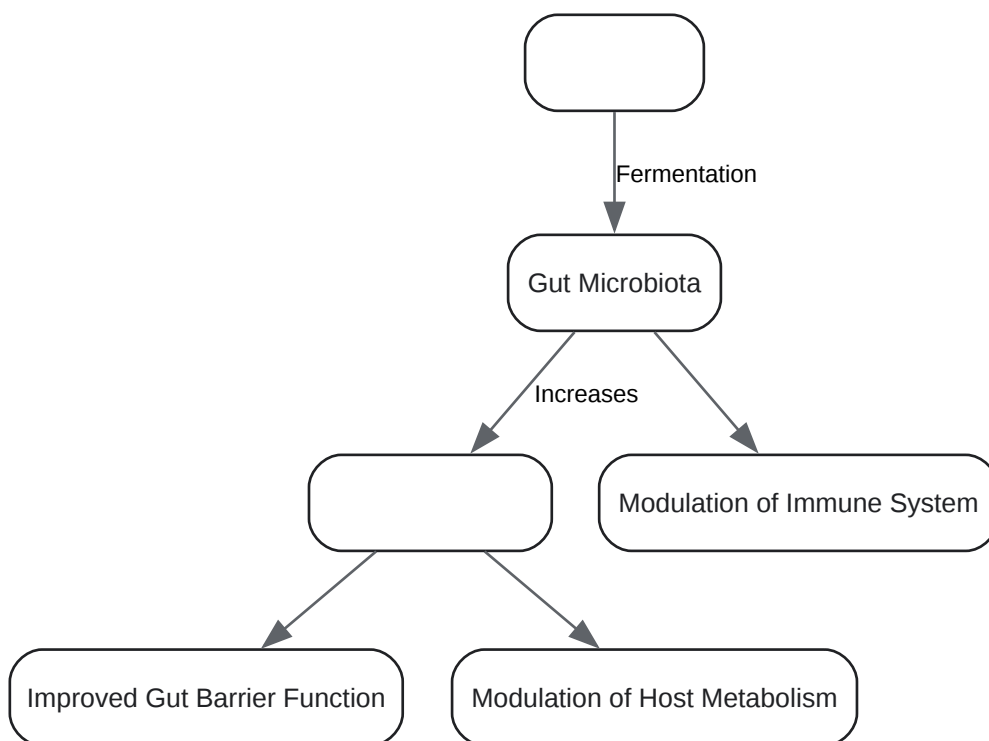 Fermentation
Gut Microbiota
Increases
Modulation of Immune System
Improved Gut Barrier Function
Modulation of Host Metabolism